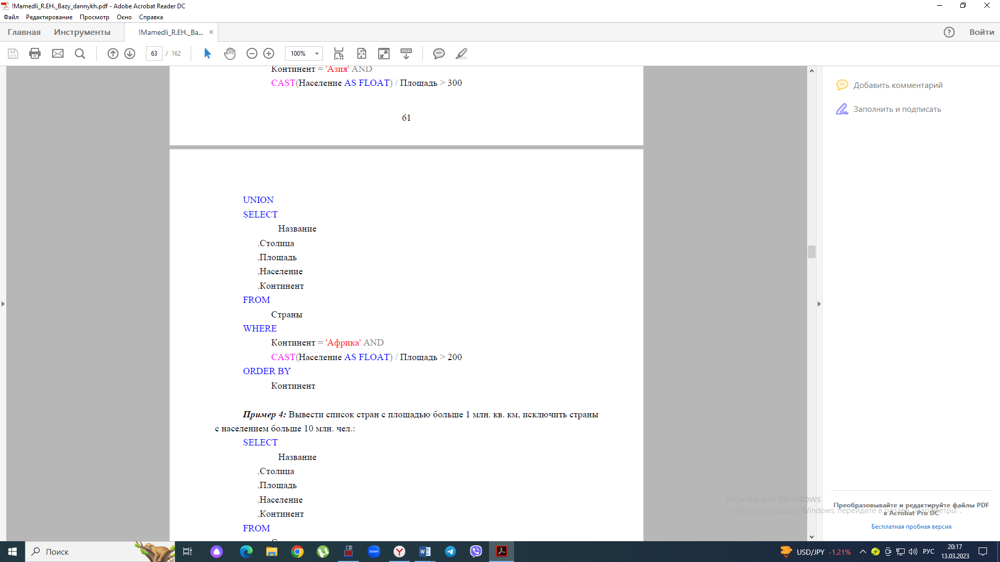 !Mamedli_R.EH._Bazy_dannykh.pdf - Adobe Acrobat Reader DC
Файл Редактирование Просмотр Окно Справка
Главная Инструменты !Mamedli_R.EH._Ba... Войти
63 / 162 100%
Континент = 'Азия' AND
CAST(Население AS FLOAT) / Площадь > 300
61
UNION
SELECT
Название
,Столица
,Площадь
,Население
,Континент
FROM
Страны
WHERE
Континент = 'Африка' AND
CAST(Население AS FLOAT) / Площадь > 200
ORDER BY
Континент
Пример 4: Вывести список стран с площадью больше 1 млн. кв. км, исключить страны
с населением больше 10 млн. чел.:
SELECT
Название
,Столица
,Площадь
,Население
,Континент
FROM
Добавить комментарий
Заполнить и подписать
Активация Windows
Чтобы активировать Windows, перейдите в раздел "Параметры".
Преобразовывайте и редактируйте файлы PDF
в Acrobat Pro DC
Бесплатная пробная версия
Поиск
zoom
USD/JPY -1.21%
РУС
20:17
13.03.2023